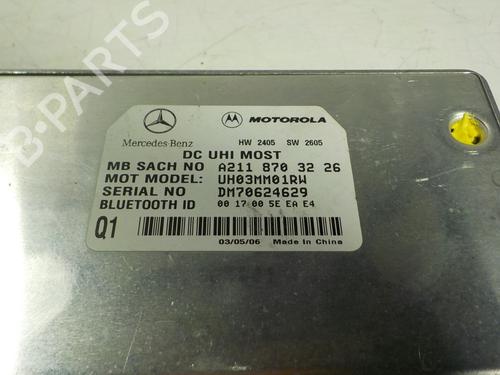 B-PARTS
Mercedes-Benz
MOTOROLA
HW 2405 SW 2605
DC UHI MOST
MB SACH NO A211 870 32 26
MOT MODEL: UH03MM01RW
SERIAL NO DM70624629
BLUETOOTH ID 00 17 00 5E EA E4
Q1
03/05/06 Made In China